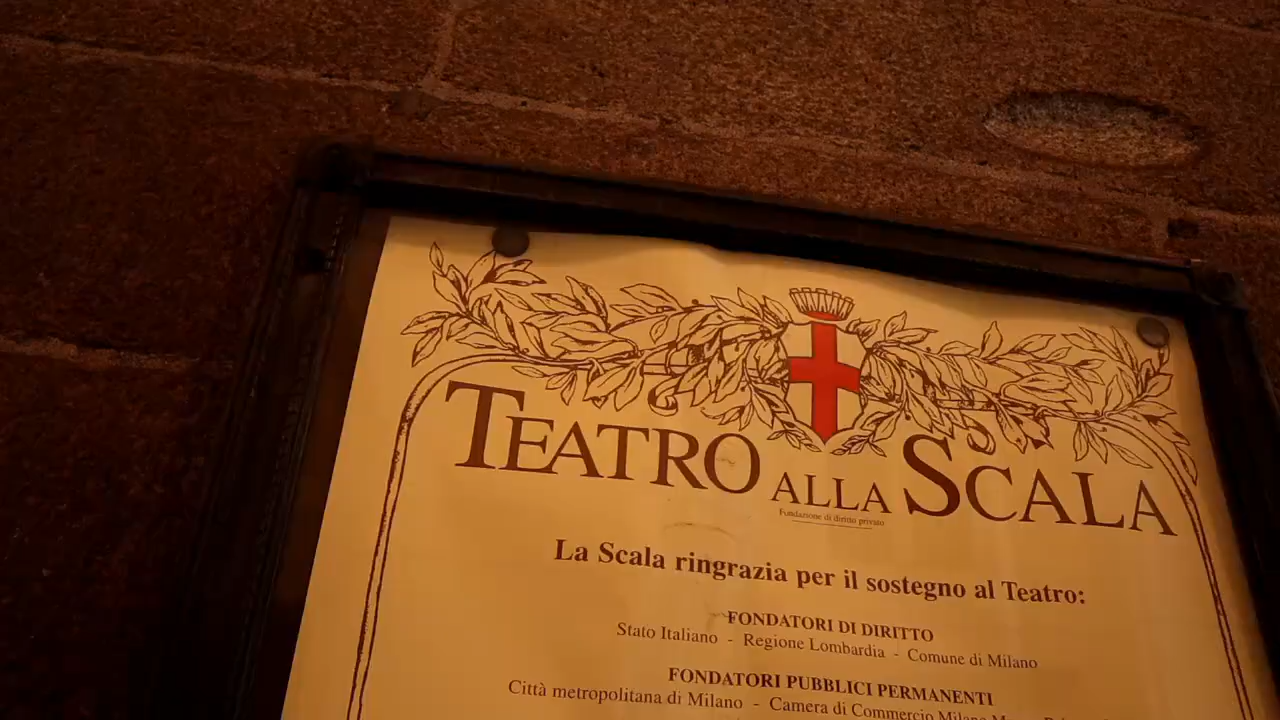 TEATRO ALLA SCALA
Fondazione di diritto privato
La Scala ringrazia per il sostegno al Teatro:
FONDATORI DI DIRITTO
Stato Italiano - Regione Lombardia - Comune di Milano
FONDATORI PUBBLICI PERMANENTI
Città metropolitana di Milano - Camera di Commercio Milano